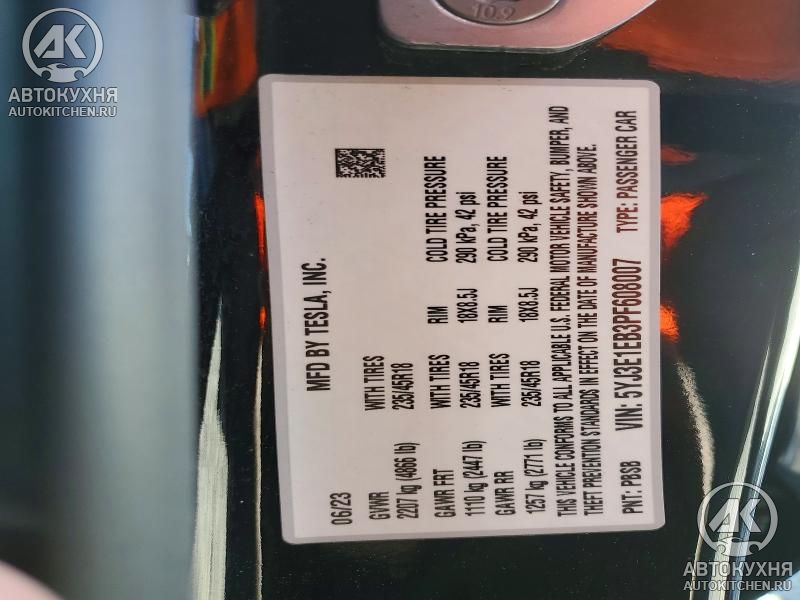 10.9
AK
АВТОКУХНЯ
AUTOKITCHEN.RU
MFD BY TESLA, INC.
06/23
GVWR WITH TIRES RIM COLD TIRE PRESSURE
2207 kg (4866 lb) 235/45R18 18X8.5J 290 kPa, 42 psi
GAWR FRT WITH TIRES RIM COLD TIRE PRESSURE
1110 kg (2447 lb) 235/45R18 18X8.5J 290 kPa, 42 psi
GAWR RR
1257 kg (2771 lb) 235/45R18
THIS VEHICLE CONFORMS TO ALL APPLICABLE U.S. FEDERAL MOTOR VEHICLE SAFETY, BUMPER, AND
THEFT PREVENTION STANDARDS IN EFFECT ON THE DATE OF MANUFACTURE SHOWN ABOVE.
PNT: PBSB VIN: 5YJ3E1EB3PF608007 TYPE: PASSENGER CAR
AK
АВТОКУХНЯ
AUTOKITCHEN.RU